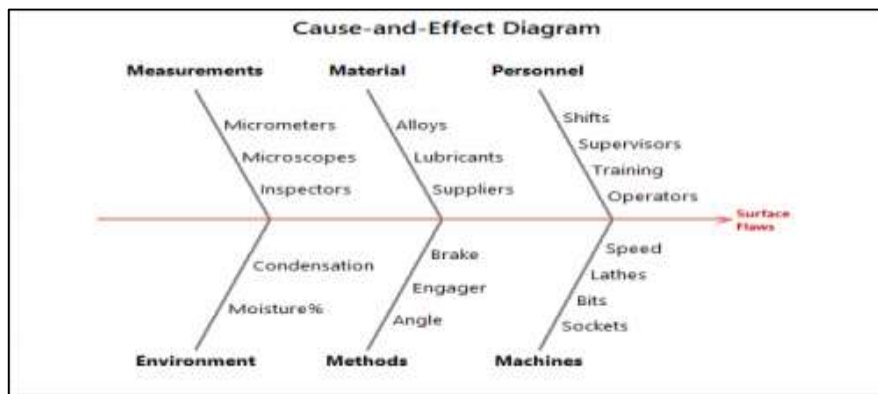 Cause-and-Effect Diagram
Measurements
Material
Personnel
Micrometers
Microscopes
Inspectors
Alloys
Lubricants
Suppliers
Shifts
Supervisors
Training
Operators
Surface
Flaws
Condensation
Moisture%
Brake
Engager
Angle
Speed
Lathes
Bits
Sockets
Environment
Methods
Machines